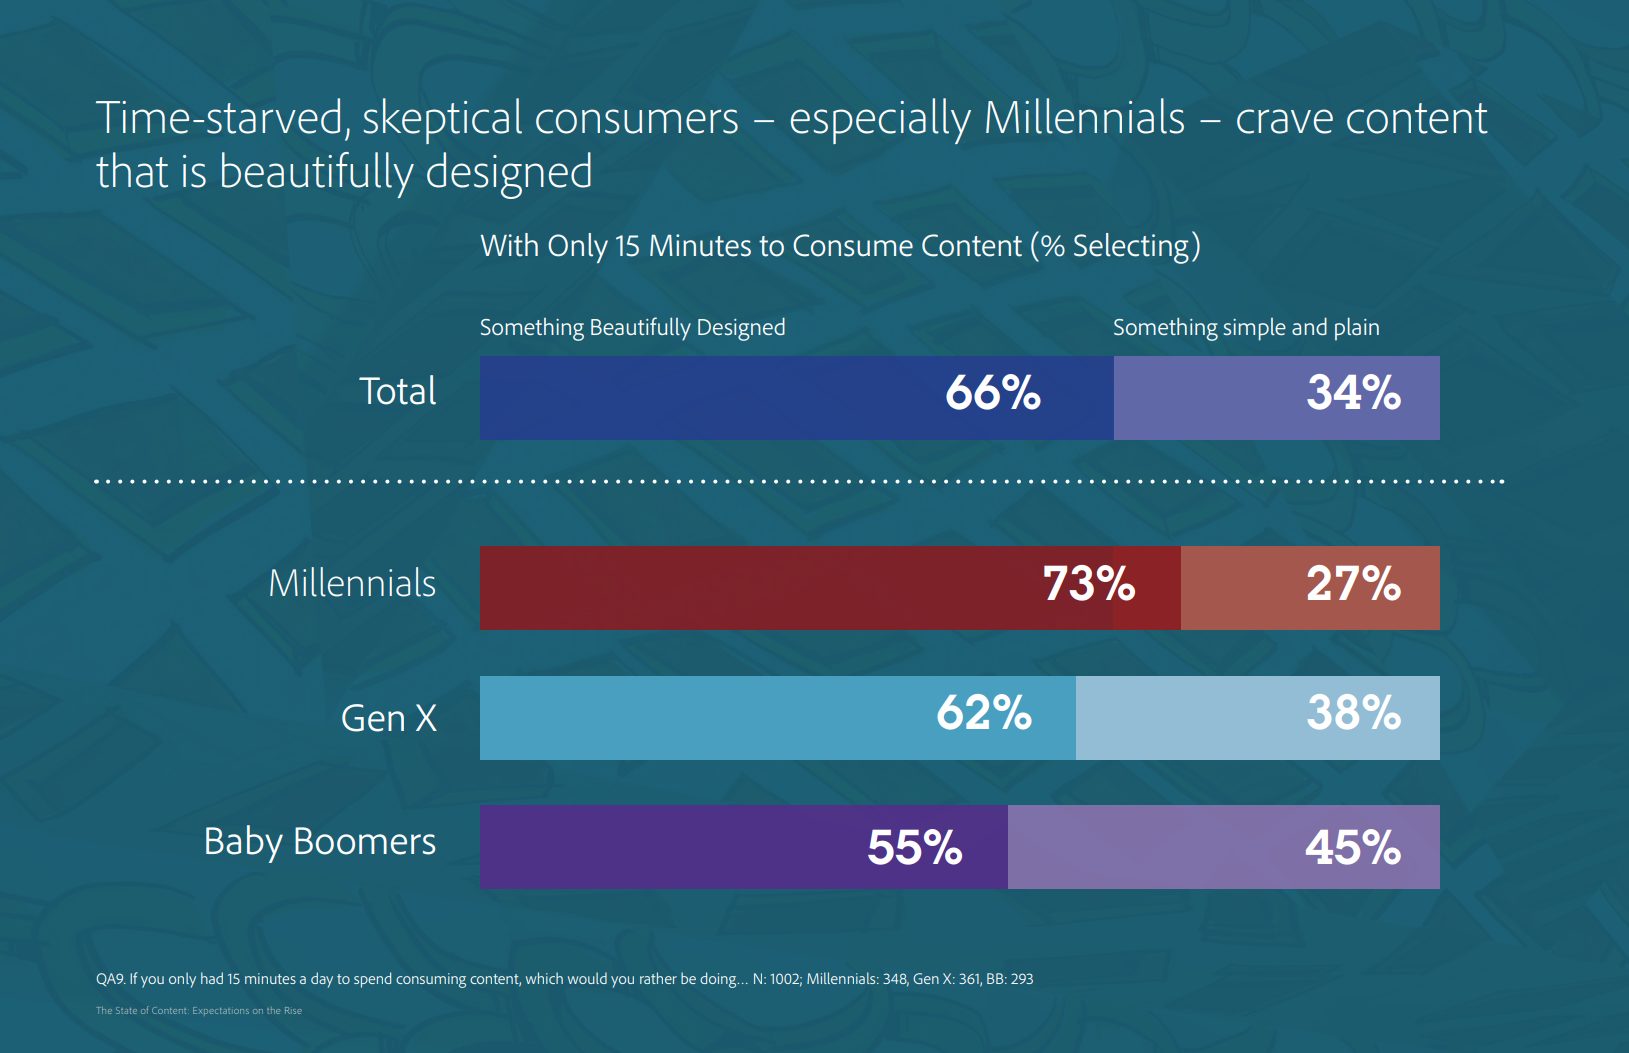 Time-starved, skeptical consumers – especially Millennials – crave content
that is beautifully designed
With Only 15 Minutes to Consume Content (% Selecting)
Something Beautifully Designed
Something simple and plain
Total
66%
34%
Millennials
73%
27%
Gen X
62%
38%
Baby Boomers
55%
45%
QA9. If you only had 15 minutes a day to spend consuming content, which would you rather be doing... N: 1002; Millennials: 348, Gen X: 361, BB: 293
The State of Content: Expectations on the Rise